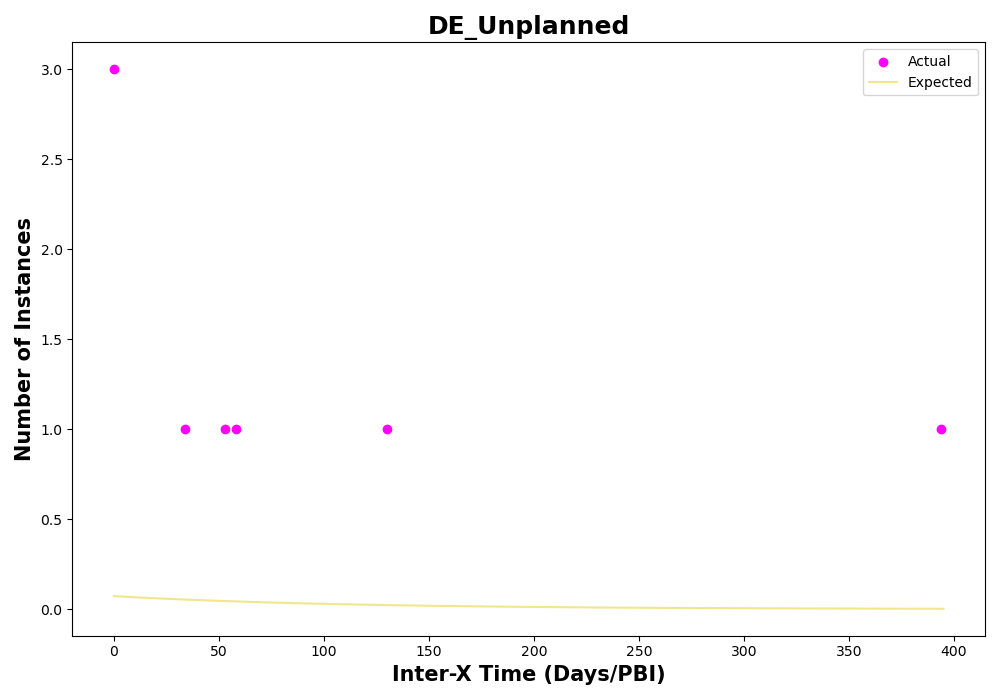 DE_Unplanned
Actual
Expected
3.0
2.5
2.0
1.5
1.0
0.5
0.0
Number of Instances
0 50 100 150 200 250 300 350 400
Inter-X Time (Days/PBI)